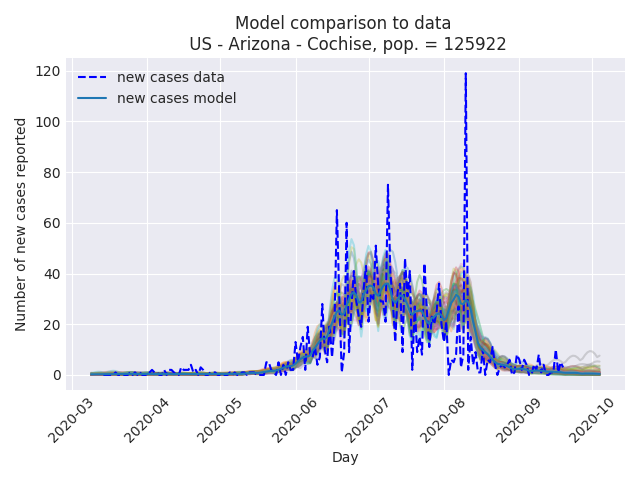 Model comparison to data
US - Arizona - Cochise, pop. = 125922
120
100
80
60
40
20
0
Number of new cases reported
new cases data
new cases model
2020-03
2020-04
2020-05
2020-06
2020-07
2020-08
2020-09
2020-10
Day